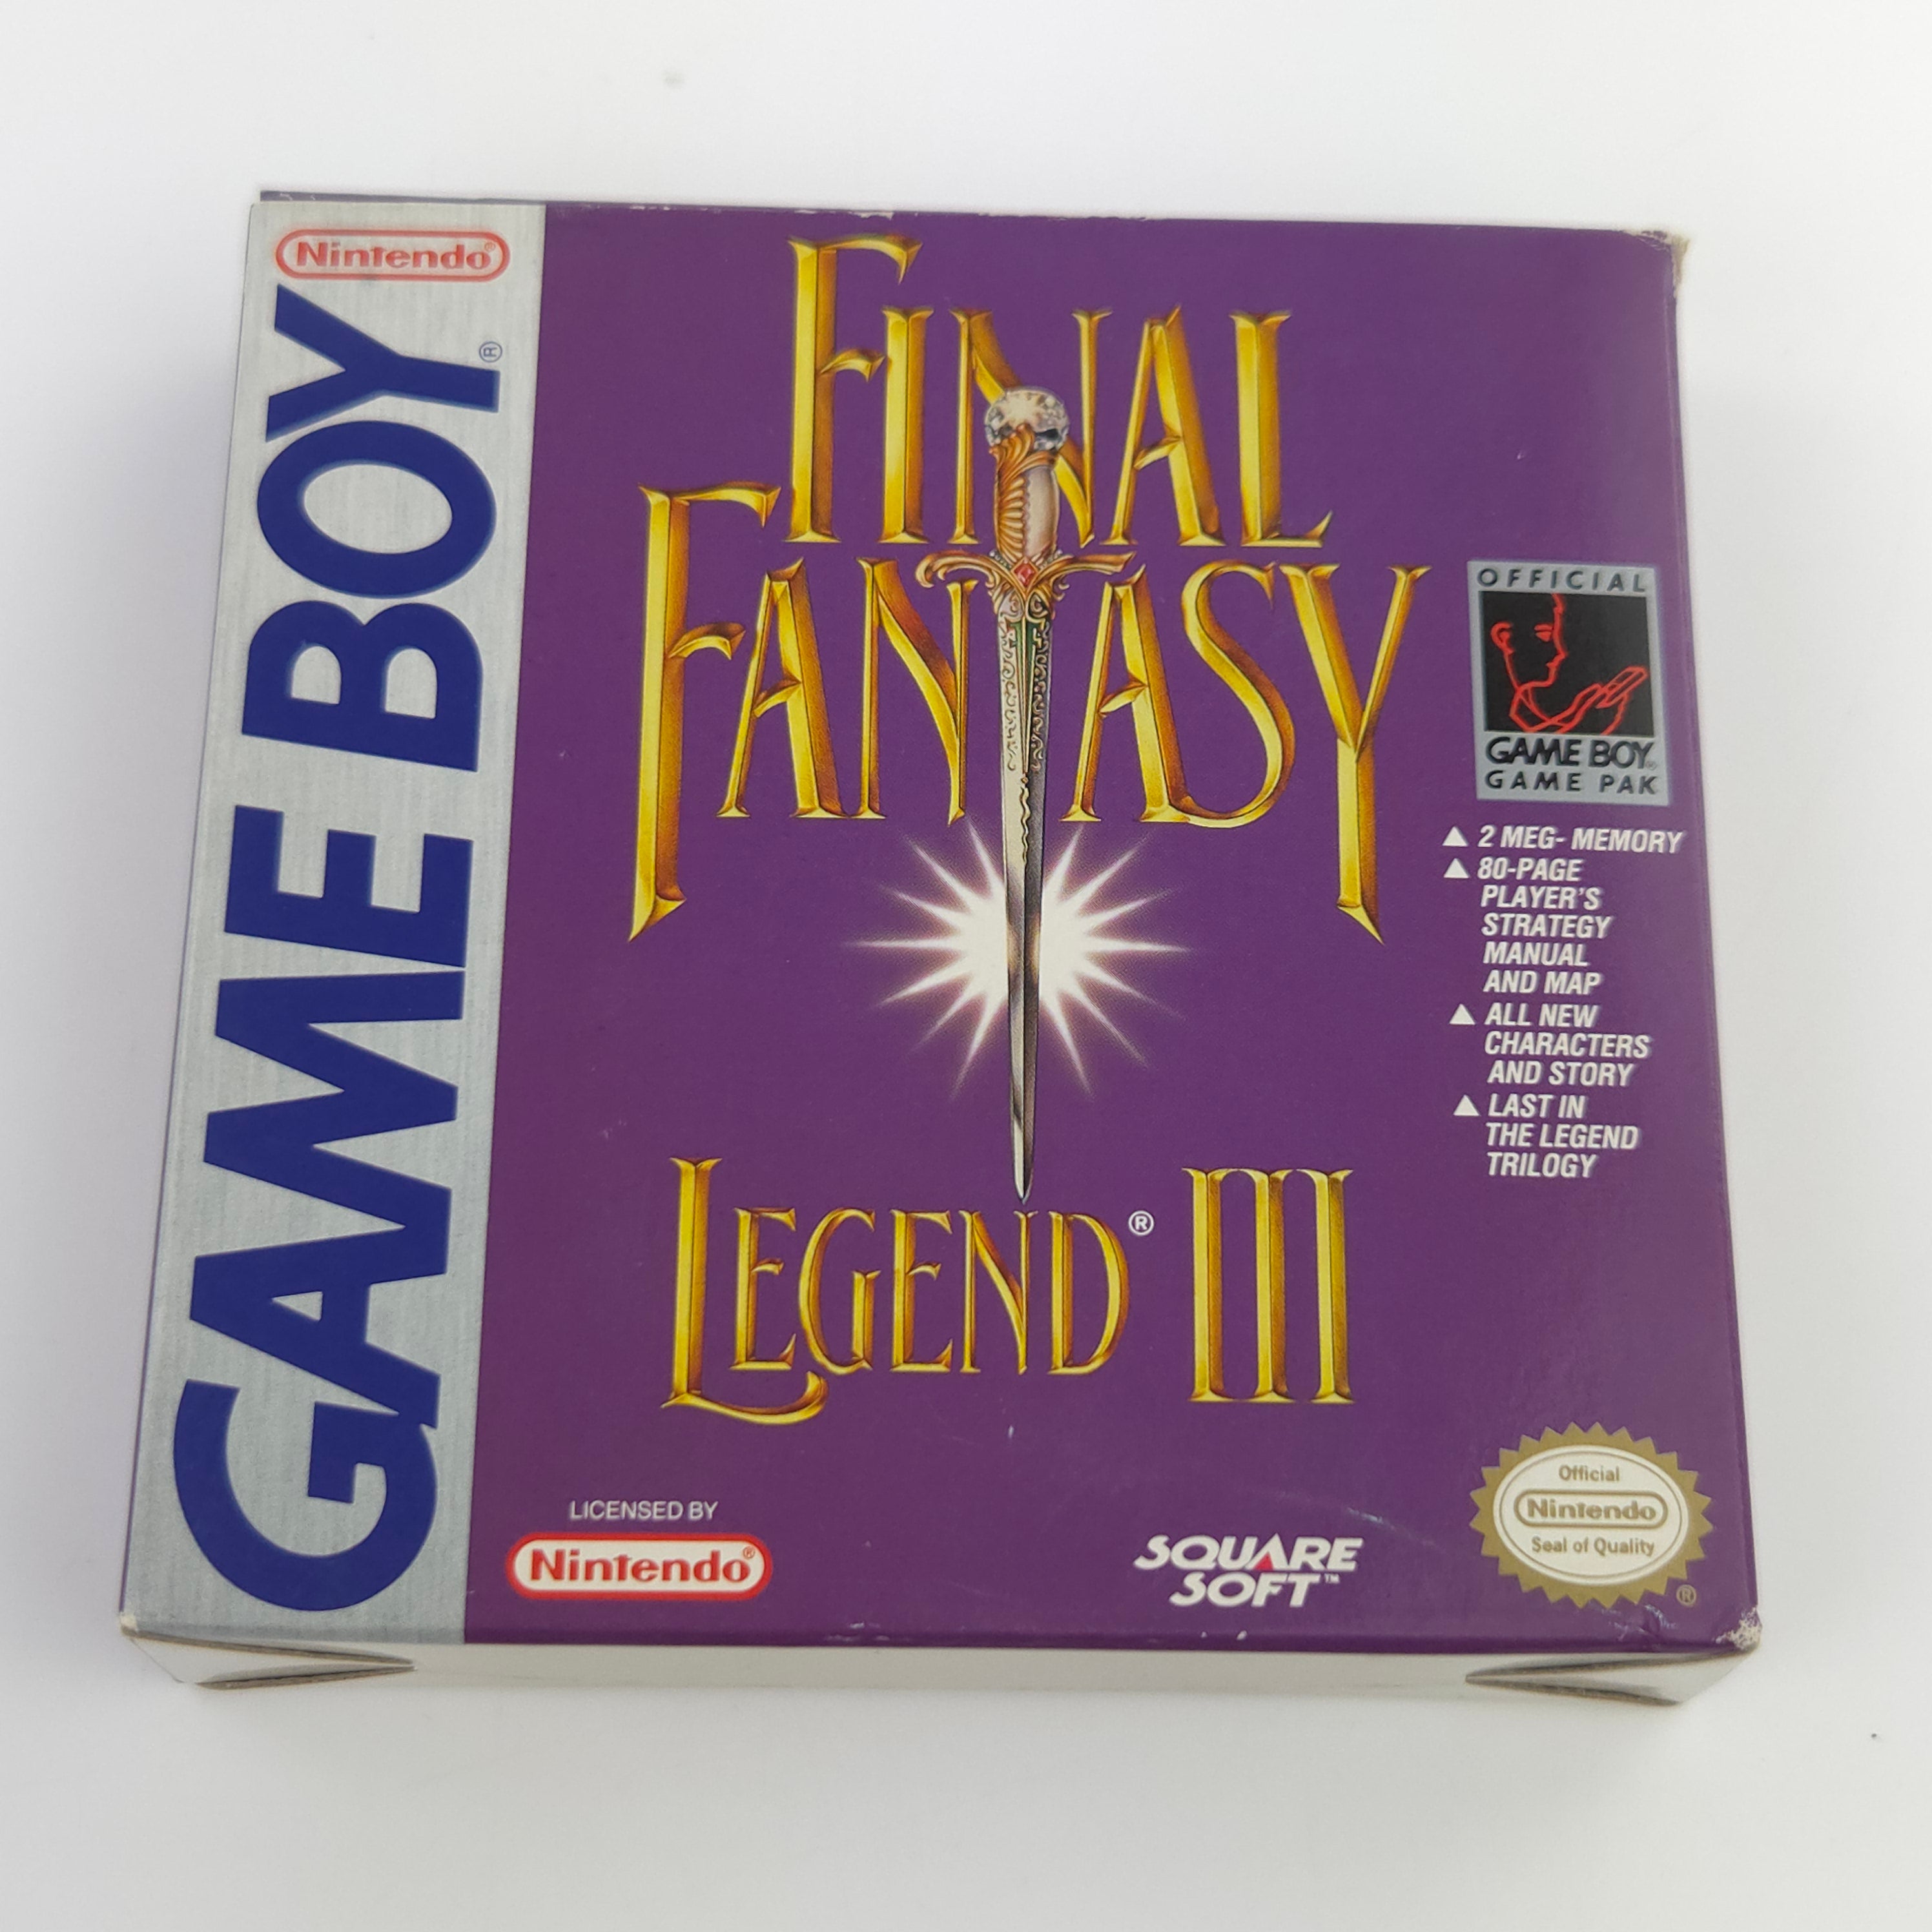 Nintendo®
GAME BOY®
FINAL
FANTASY
LEGEND® III
OFFICIAL
GAME BOY®
GAME PAK
▲ 2 MEG- MEMORY
▲ 80-PAGE
PLAYER'S
STRATEGY
MANUAL
AND MAP
▲ ALL NEW
CHARACTERS
AND STORY
▲ LAST IN
THE LEGEND
TRILOGY
LICENSED BY
Nintendo®
SQUARE
SOFT™
Official
Nintendo
Seal of Quality
®